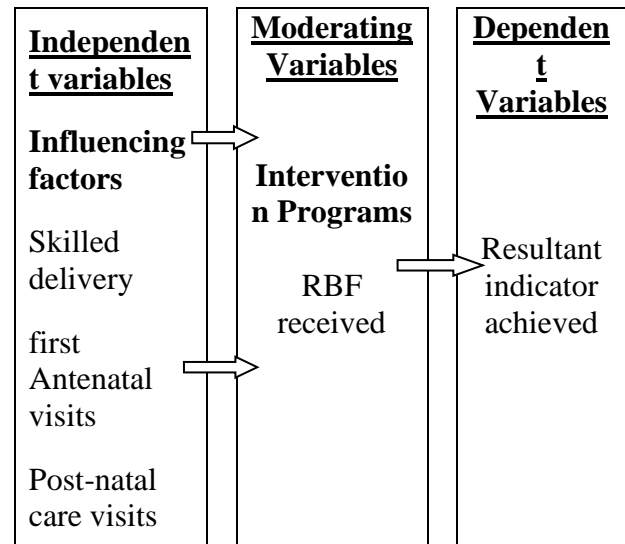 Independen
t variables
Influencing
factors
Skilled
delivery
first
Antenatal
visits
Post-natal
care visits
Moderating
Variables
Interventio
n Programs
RBF
received
Dependen
t
Variables
Resultant
indicator
achieved